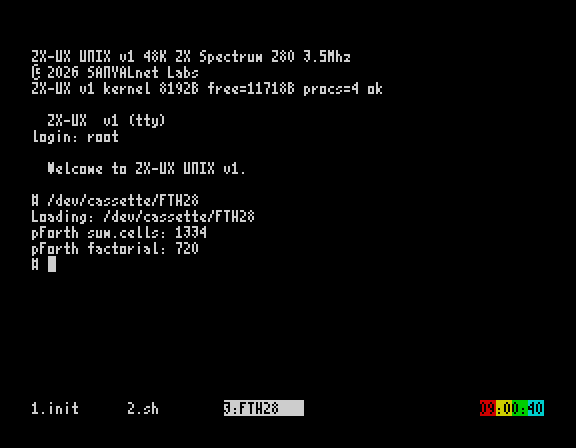 ZX-UX UNIX v1 48K ZX Spectrum Z80 3.5Mhz
© 2026 SANYALnet Labs
ZX-UX v1 kernel 8192B free=11718B procs=4 ok
ZX-UX v1 (tty)
login: root
Welcome to ZX-UX UNIX v1.
# /dev/cassette/FTH28
Loading: /dev/cassette/FTH28
pForth sum.cells: 1334
pForth factorial: 720
#
1.init 2.sh 3.FTH28 09:00:40